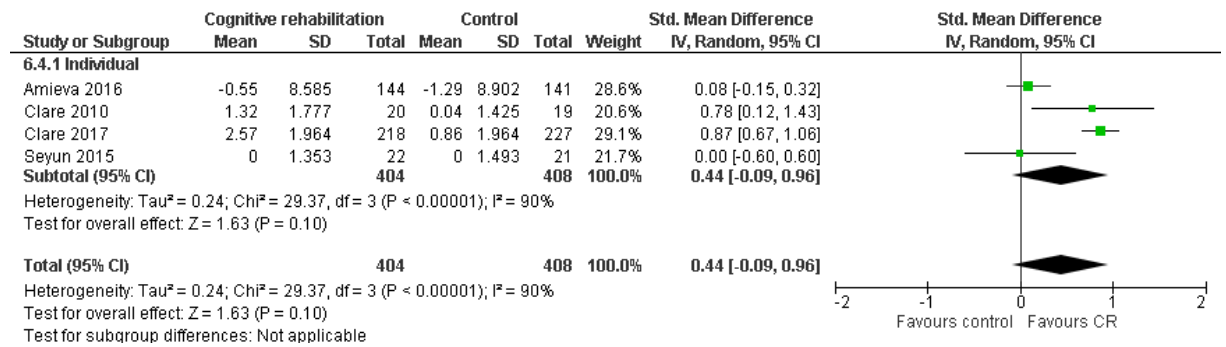 Cognitive rehabilitation Control Std. Mean Difference Std. Mean Difference
Study or Subgroup Mean SD Total Mean SD Total Weight IV, Random, 95% CI IV, Random, 95% CI
6.4.1 Individual
Amieva 2016 -0.55 8.585 144 -1.29 8.902 141 28.6% 0.08 [-0.15, 0.32]
Clare 2010 1.32 1.777 20 0.04 1.425 19 20.6% 0.78 [0.12, 1.43]
Clare 2017 2.57 1.964 218 0.86 1.964 227 29.1% 0.87 [0.67, 1.06]
Seyun 2015 0 1.353 22 0 1.493 21 21.7% 0.00 [-0.60, 0.60]
Subtotal (95% CI) 404 408 100.0% 0.44 [-0.09, 0.96]
Heterogeneity: Tau² = 0.24; Chi² = 29.37, df = 3 (P < 0.00001); I² = 90%
Test for overall effect: Z = 1.63 (P = 0.10)
Total (95% CI) 404 408 100.0% 0.44 [-0.09, 0.96]
Heterogeneity: Tau² = 0.24; Chi² = 29.37, df = 3 (P < 0.00001); I² = 90%
Test for overall effect: Z = 1.63 (P = 0.10)
Test for subgroup differences: Not applicable
-2 -1 0 1 2
Favours control Favours CR